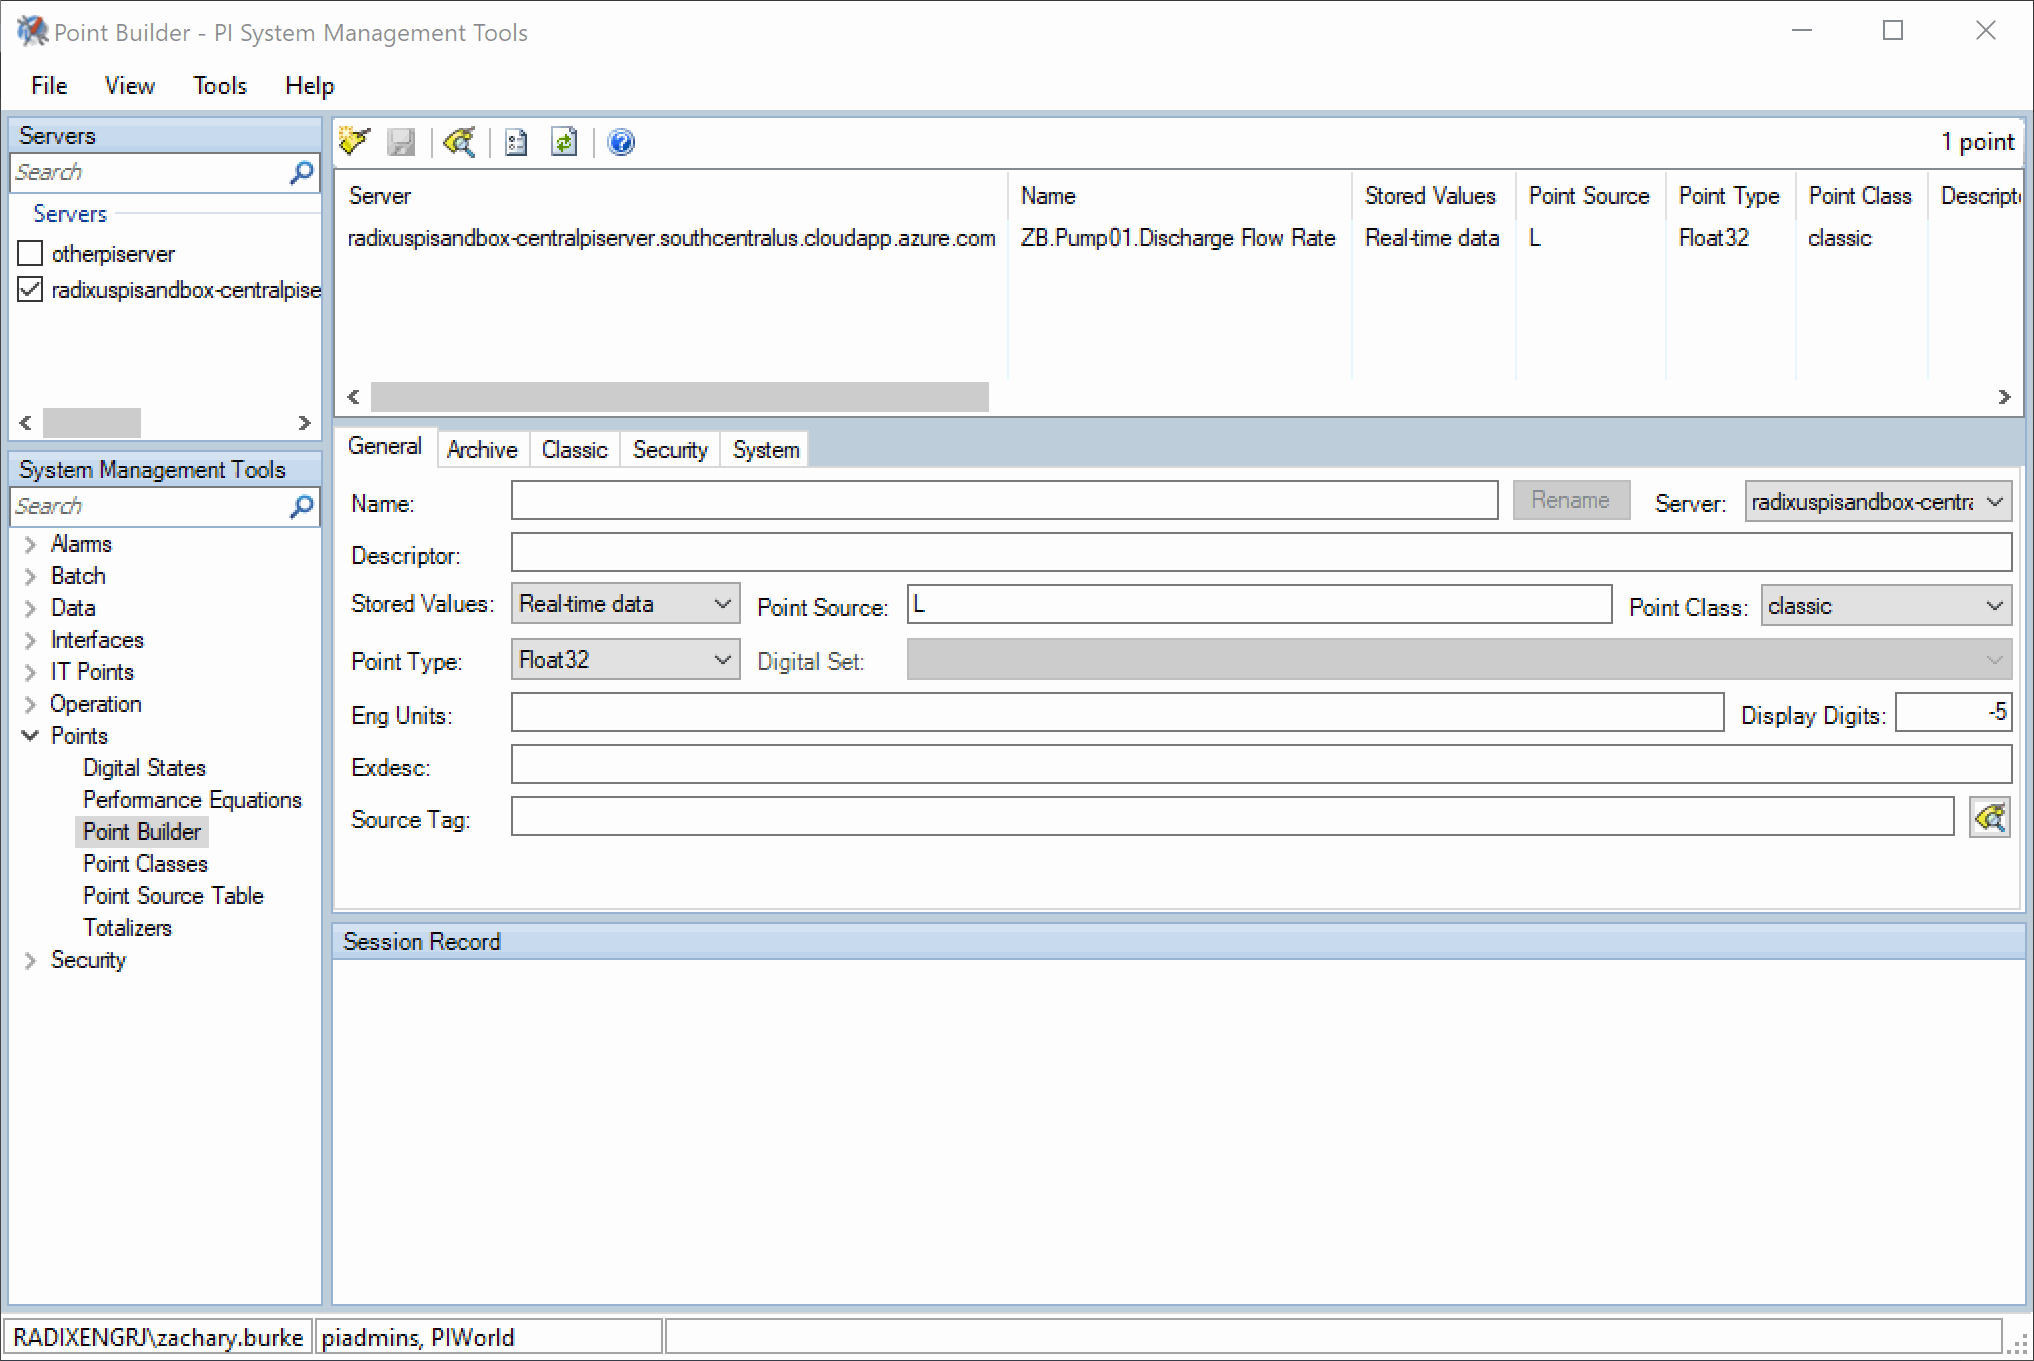 Point Builder - PI System Management Tools
File View Tools Help
Servers
Search
Servers
otherpiserver
radixuspisandbox-centralpise
System Management Tools
Search
Alarms
Batch
Data
Interfaces
IT Points
Operation
Points
Digital States
Performance Equations
Point Builder
Point Classes
Point Source Table
Totalizers
Security
1 point
Server Name Stored Values Point Source Point Type Point Class Descript
radixuspisandbox-centralpiserver.southcentralus.cloudapp.azure.com ZB.Pump01.Discharge Flow Rate Real-time data L Float32 classic
General Archive Classic Security System
Name: Rename Server: radixuspisandbox-centra
Descriptor:
Stored Values: Real-time data Point Source: L Point Class: classic
Point Type: Float32 Digital Set:
Eng Units: Display Digits: -5
Exdesc:
Source Tag:
Session Record
RADIXENGRJ\zachary.burke piadmins, PIWorld